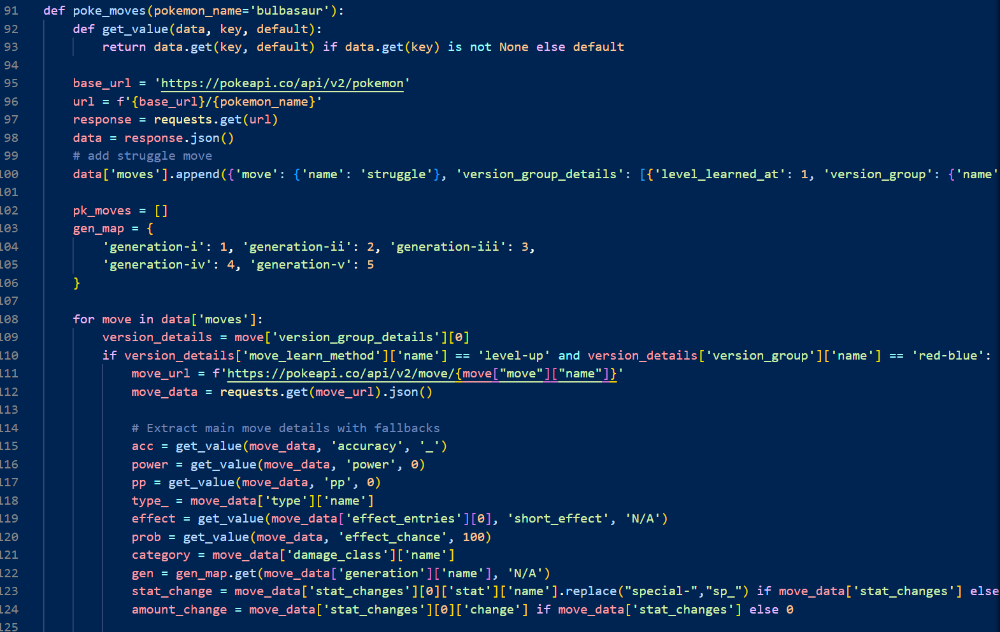 91 def poke_moves(pokemon_name='bulbasaur'):
92 def get_value(data, key, default):
93 return data.get(key, default) if data.get(key) is not None else default
94
95 base_url = 'https://pokeapi.co/api/v2/pokemon'
96 url = f'{base_url}/{pokemon_name}'
97 response = requests.get(url)
98 data = response.json()
99 # add struggle move
100 data['moves'].append({'move': {'name': 'struggle'}, 'version_group_details': [{'level_learned_at': 1, 'version_group': {'name'
101
102 pk_moves = []
103 gen_map = {
104 'generation-i': 1, 'generation-ii': 2, 'generation-iii': 3,
105 'generation-iv': 4, 'generation-v': 5
106 }
107
108 for move in data['moves']:
109 version_details = move['version_group_details'][0]
110 if version_details['move_learn_method']['name'] == 'level-up' and version_details['version_group']['name'] == 'red-blue':
111 move_url = f'https://pokeapi.co/api/v2/move/{move["move"]["name"]}'
112 move_data = requests.get(move_url).json()
113
114 # Extract main move details with fallbacks
115 acc = get_value(move_data, 'accuracy', '_')
116 power = get_value(move_data, 'power', 0)
117 pp = get_value(move_data, 'pp', 0)
118 type_ = move_data['type']['name']
119 effect = get_value(move_data['effect_entries'][0], 'short_effect', 'N/A')
120 prob = get_value(move_data, 'effect_chance', 100)
121 category = move_data['damage_class']['name']
122 gen = gen_map.get(move_data['generation']['name'], 'N/A')
123 stat_change = move_data['stat_changes'][0]['stat']['name'].replace("special-","sp_") if move_data['stat_changes'] else
124 amount_change = move_data['stat_changes'][0]['change'] if move_data['stat_changes'] else 0
125